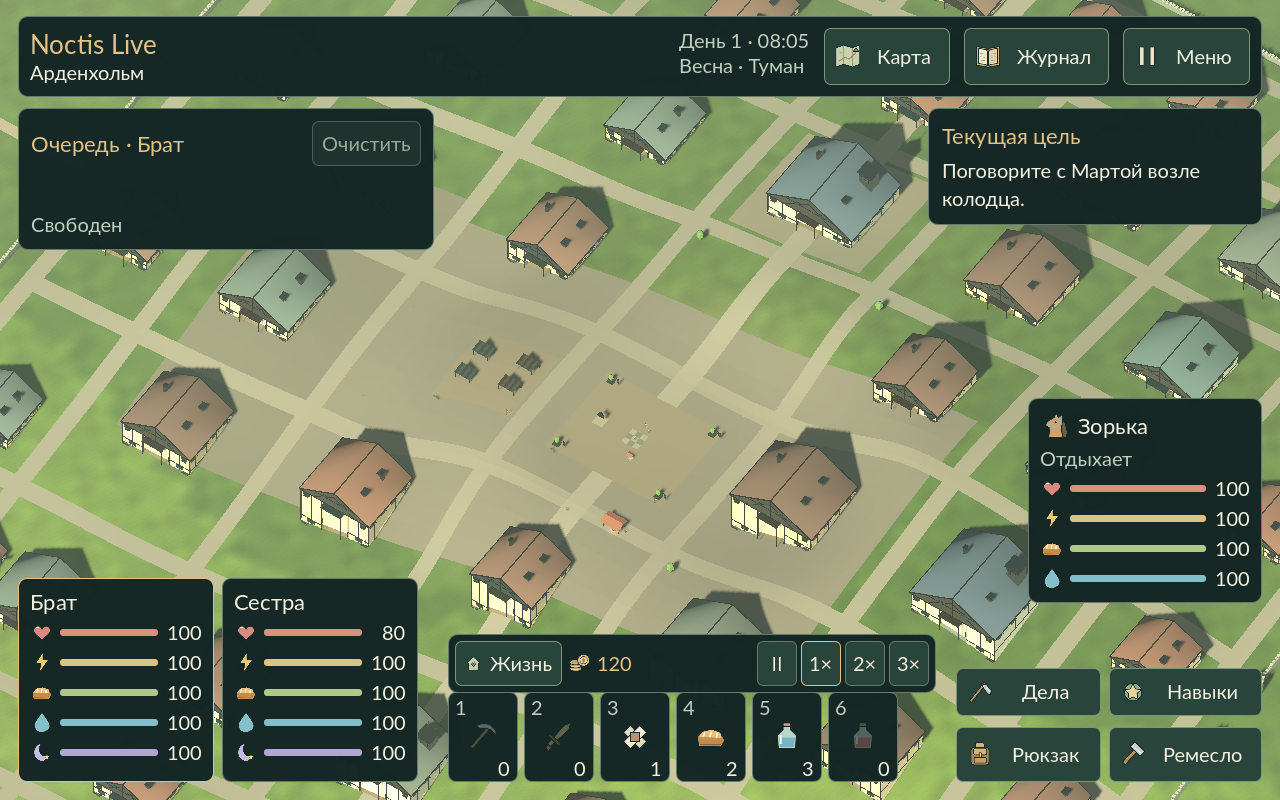 Noctis Live
Арденхольм
День 1 · 08:05
Весна · Туман
Карта
Журнал
Меню
Очередь · Брат
Очистить
Свободен
Текущая цель
Поговорите с Мартой возле
колодца.
Зорька
Отдыхает
100
100
100
100
Брат
100
100
100
100
100
Сестра
80
100
100
100
100
Жизнь
120
1×
2×
3×
1
0
2
0
3
1
4
2
5
3
6
0
Дела
Навыки
Рюкзак
Ремесло